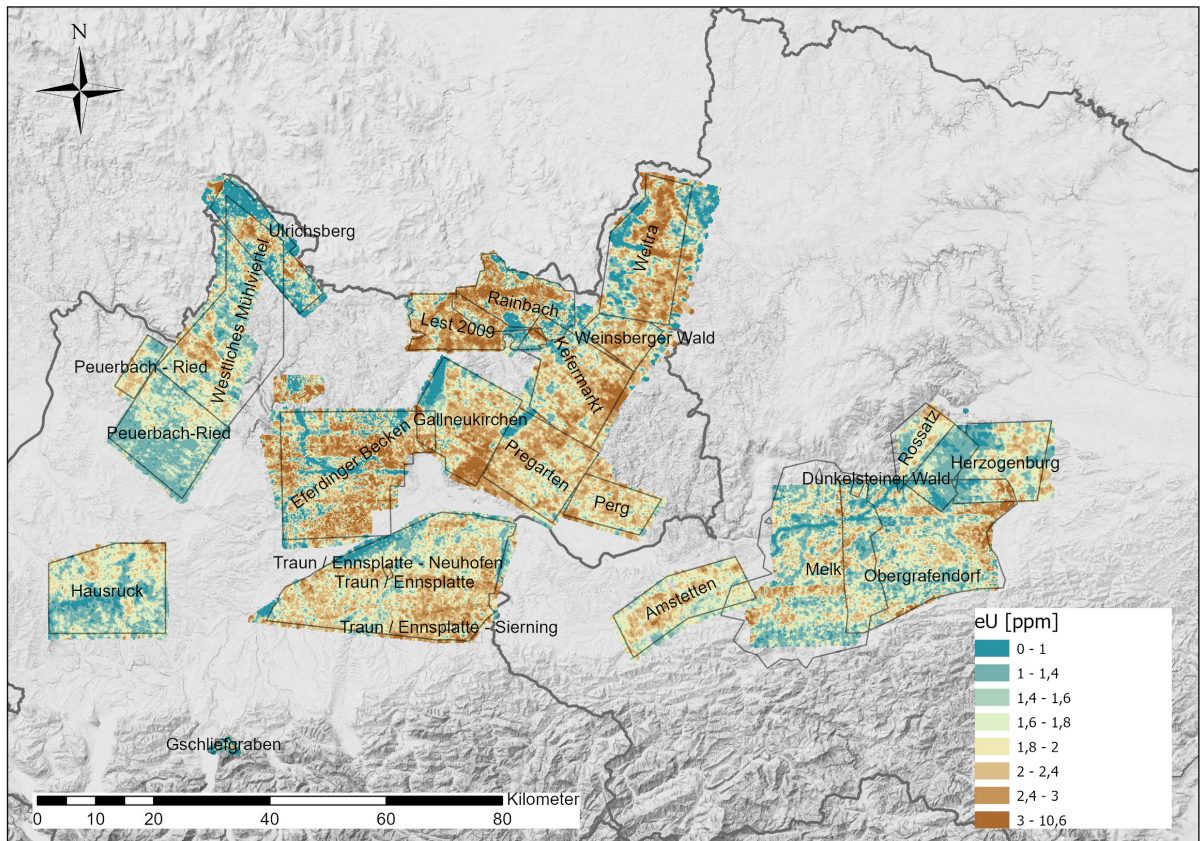 N
Ulrichsberg
Westliches Mühlviertel
Weitra
Rainbach
Lest 2009
Weinsberger Wald
Kefermarkt
Peuerbach - Ried
Peuerbach-Ried
Gallneukirchen
Eferdinger Becken
Pregarten
Perg
Rossatz
Herzogenburg
Dunkelsteiner Wald
Traun / Ennsplatte - Neuhofen
Traun / Ennsplatte
Traun / Ennsplatte - Sierning
Hausruck
Amstetten
Melk
Obergrafendorf
Gschliefgraben
eU [ppm]
0 - 1
1 - 1,4
1,4 - 1,6
1,6 - 1,8
1,8 - 2
2 - 2,4
2,4 - 3
3 - 10,6
Kilometer
0 10 20 40 60 80